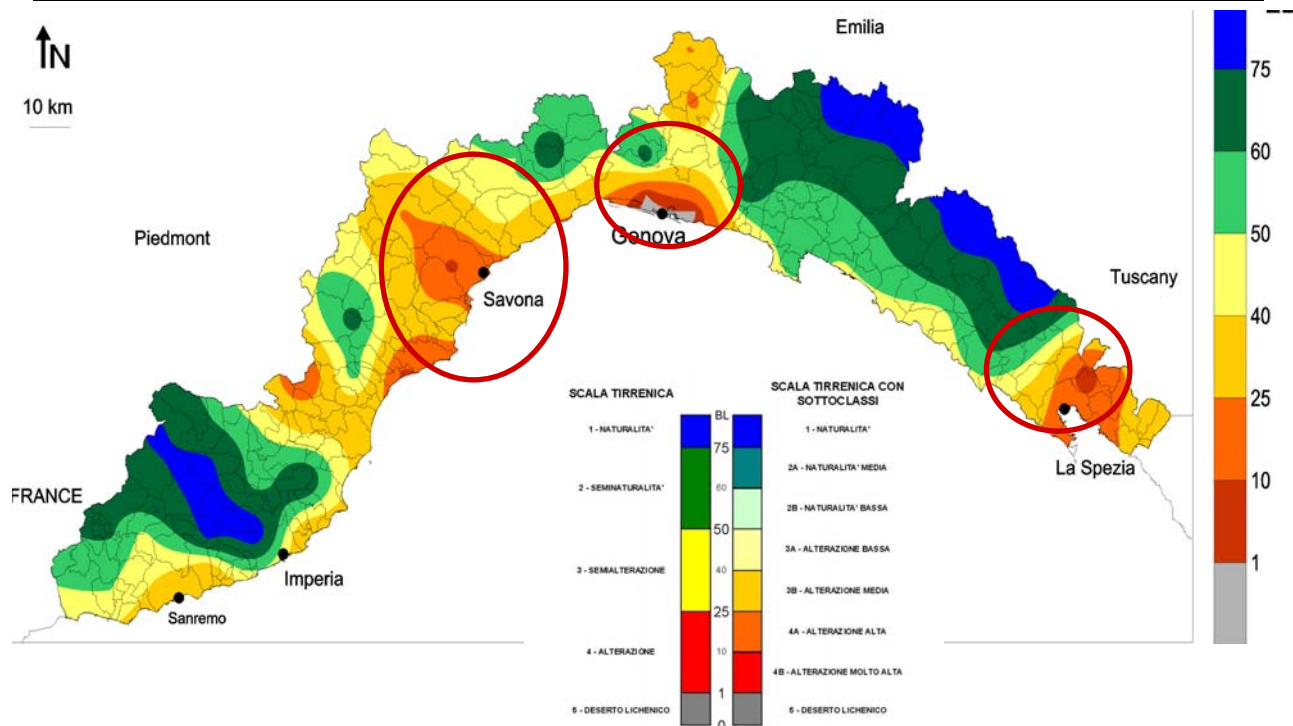 Emilia
N
10 km
Piedmont
Genova
Savona
Tuscany
FRANCE
Imperia
Sanremo
La Spezia
75
60
50
40
25
10
1
SCALA TIRRENICA
1 - NATURALITA'
2 - SEMINATURALITA'
3 - SEMIALTERAZIONE
4 - ALTERAZIONE
5 - DESERTO LICHENICO
BL
75
60
50
40
25
10
1
0
SCALA TIRRENICA CON
SOTTOCLASSI
1 - NATURALITA'
2A - NATURALITA' MEDIA
2B - NATURALITA' BASSA
3A - ALTERAZIONE BASSA
3B - ALTERAZIONE MEDIA
4A - ALTERAZIONE ALTA
4B - ALTERAZIONE MOLTO ALTA
5 - DESERTO LICHENICO